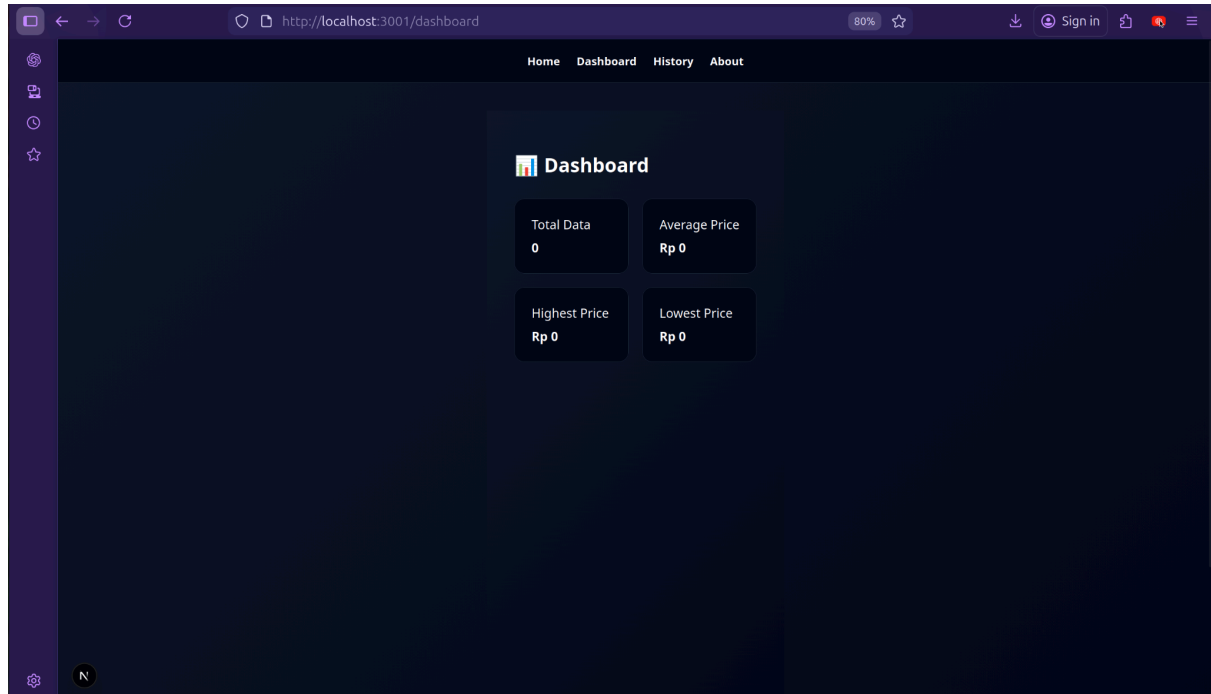 http://localhost:3001/dashboard
80%
Sign in
Home Dashboard History About
📊 Dashboard
Total Data
0
Average Price
Rp 0
Highest Price
Rp 0
Lowest Price
Rp 0
N